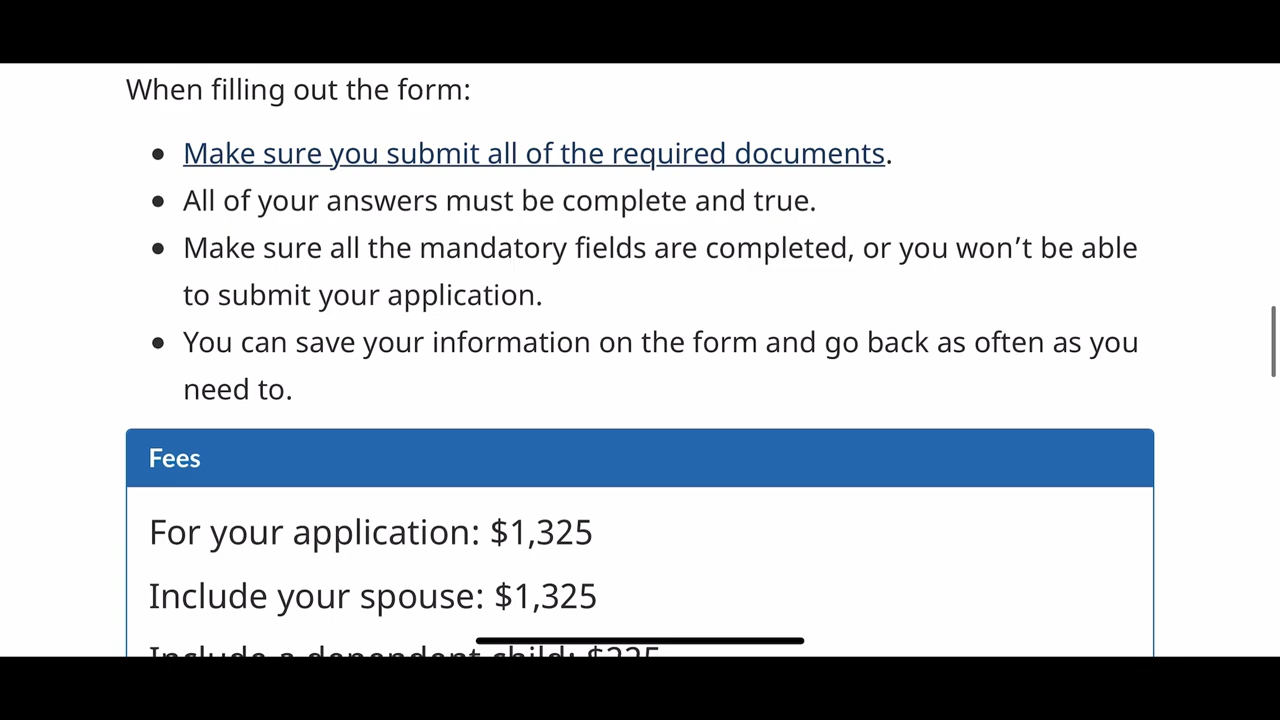 When filling out the form:
Make sure you submit all of the required documents.
All of your answers must be complete and true.
Make sure all the mandatory fields are completed, or you won’t be able
to submit your application.
You can save your information on the form and go back as often as you
need to.
Fees
For your application: $1,325
Include your spouse: $1,325
Include a dependent child: